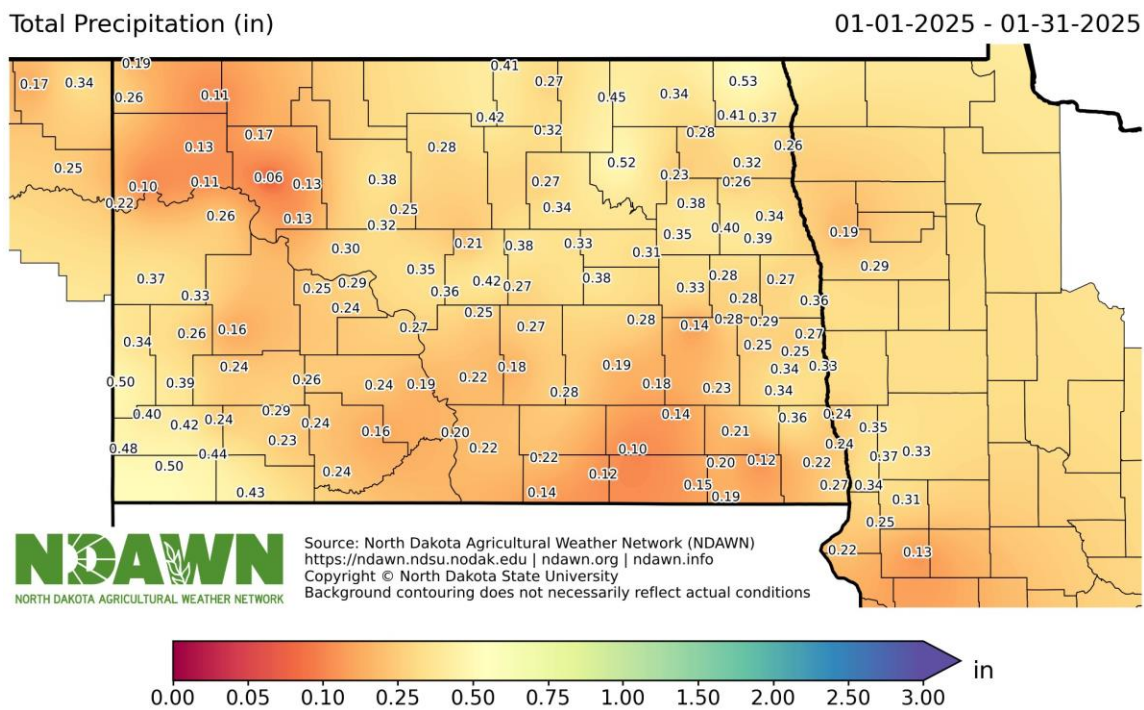 Total Precipitation (in) 01-01-2025 - 01-31-2025
0.19 0.41
0.17 0.34 0.27 0.53
0.26 0.11 0.45 0.34
0.42 0.41 0.37
0.17 0.32 0.28
0.13 0.28 0.26
0.25 0.52 0.32
0.10 0.11 0.06 0.13 0.38 0.27 0.23 0.26
0.22 0.26 0.13 0.25 0.34 0.38 0.34
0.32 0.35 0.40 0.39 0.19
0.30 0.21 0.38 0.33 0.31
0.37 0.25 0.29 0.35 0.42 0.27 0.38 0.33 0.28 0.27 0.29
0.33 0.24 0.36 0.28 0.36
0.34 0.26 0.16 0.27 0.25 0.27 0.28 0.14 0.28 0.29 0.27
0.25 0.25
0.24 0.18 0.19 0.34 0.33
0.50 0.39 0.26 0.24 0.19 0.22 0.28 0.18 0.23 0.34
0.40 0.42 0.24 0.29 0.24 0.14 0.36 0.24 0.35
0.23 0.16 0.20 0.21
0.48 0.44 0.22 0.22 0.10 0.24 0.37 0.33
0.50 0.24 0.12 0.20 0.12 0.22
0.43 0.14 0.15 0.19 0.27 0.34 0.31
0.25
0.22 0.13
NDAWN
NORTH DAKOTA AGRICULTURAL WEATHER NETWORK
Source: North Dakota Agricultural Weather Network (NDAWN)
https://ndawn.ndsu.nodak.edu | ndawn.org | ndawn.info
Copyright © North Dakota State University
Background contouring does not necessarily reflect actual conditions
in
0.00 0.05 0.10 0.25 0.50 0.75 1.00 1.50 2.00 2.50 3.00